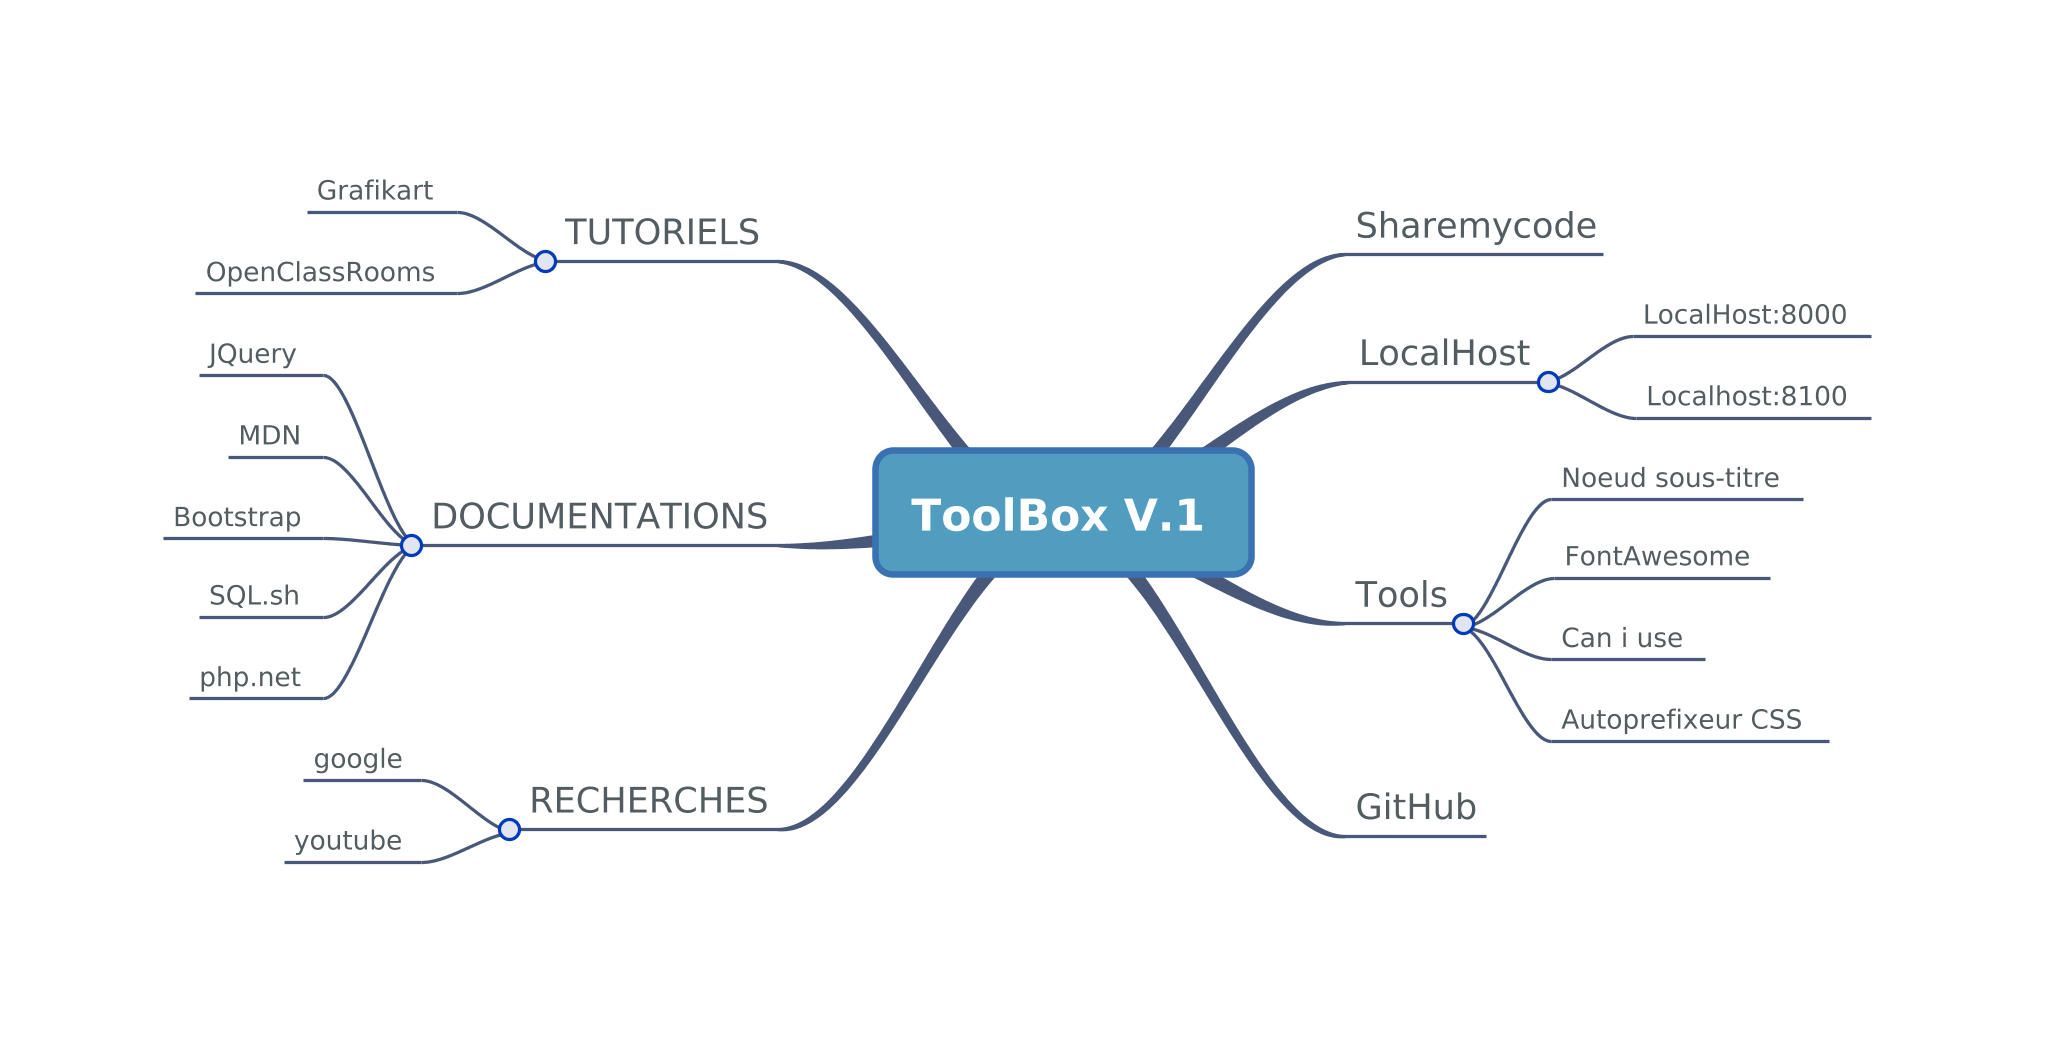 ToolBox V.1
TUTORIELS
Grafikart
OpenClassRooms
DOCUMENTATIONS
JQuery
MDN
Bootstrap
SQL.sh
php.net
RECHERCHES
google
youtube
Sharemycode
LocalHost
LocalHost:8000
Localhost:8100
Tools
Noeud sous-titre
FontAwesome
Can i use
Autoprefixeur CSS
GitHub